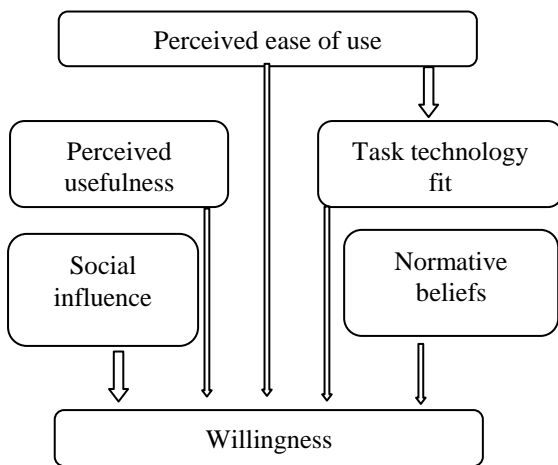 Perceived ease of use
Perceived
usefulness
Task technology
fit
Social
influence
Normative
beliefs
Willingness